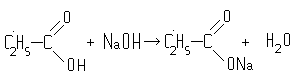 C2H5-C
O
OH
+ NaOH → C2H5-C
O
ONa
+ H2O